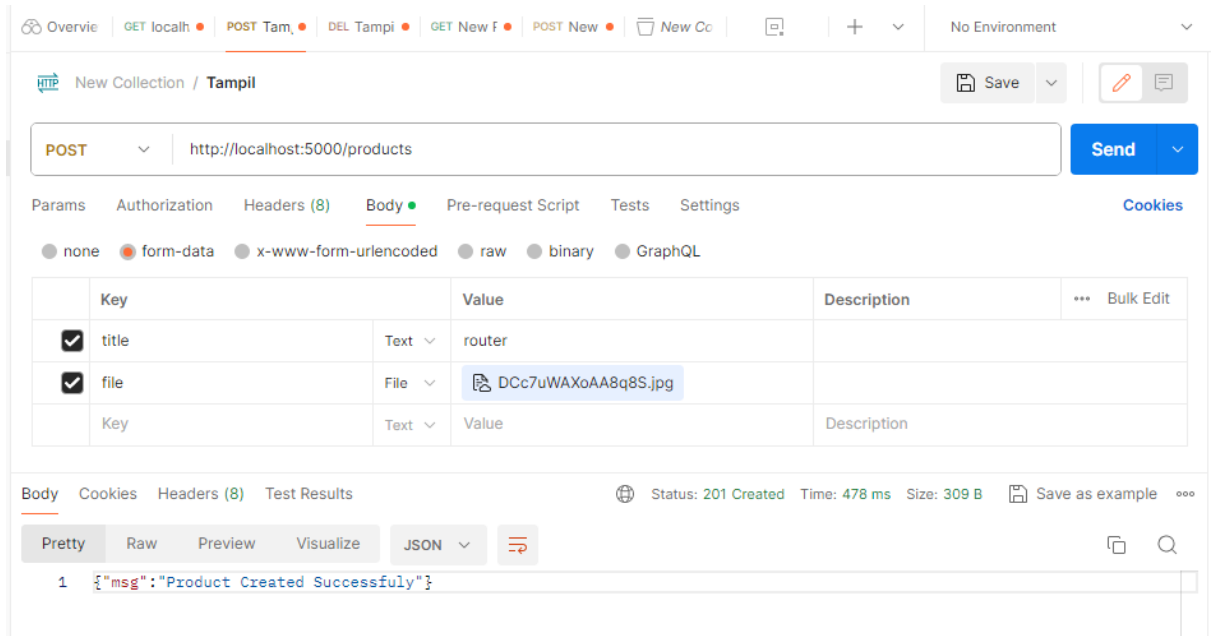 Overvie GET localh POST Tam, DEL Tampi GET New F POST New New Co No Environment
HTTP New Collection / Tampil Save
POST http://localhost:5000/products Send
Params Authorization Headers (8) Body Pre-request Script Tests Settings Cookies
none form-data x-www-form-urlencoded raw binary GraphQL
Key Value Description Bulk Edit
title Text router
file File DCc7uWAXoAA8q8S.jpg
Key Text Value Description
Body Cookies Headers (8) Test Results Status: 201 Created Time: 478 ms Size: 309 B Save as example
Pretty Raw Preview Visualize JSON
1 {"msg":"Product Created Successfuly"}